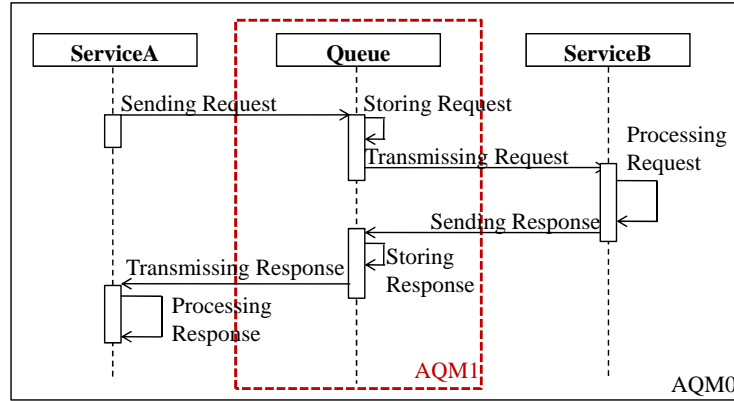 ServiceA
Queue
ServiceB
Sending Request
Storing Request
Transmissing Request
Processing
Request
Sending Response
Storing
Response
Transmissing Response
Processing
Response
AQM1
AQM0